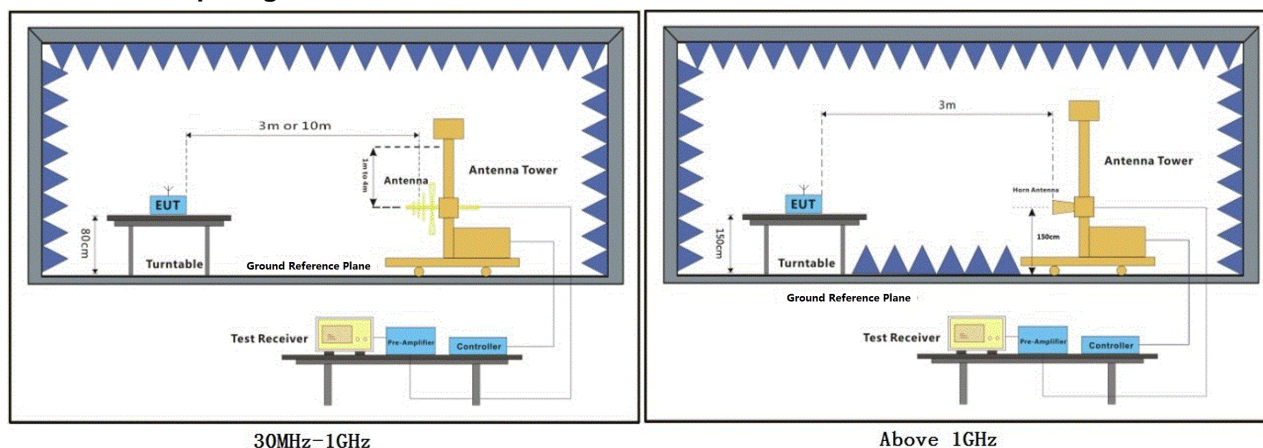 3m or 10m
1m to 4m
Antenna
Antenna Tower
EUT
80cm
Turntable
Ground Reference Plane
Test Receiver
Pre-Amplifier
Controller
30MHz-1GHz
3m
Antenna Tower
Horn Antenna
EUT
150cm
150cm
Turntable
Ground Reference Plane
Test Receiver
Pre-Amplifier
Controller
Above 1GHz